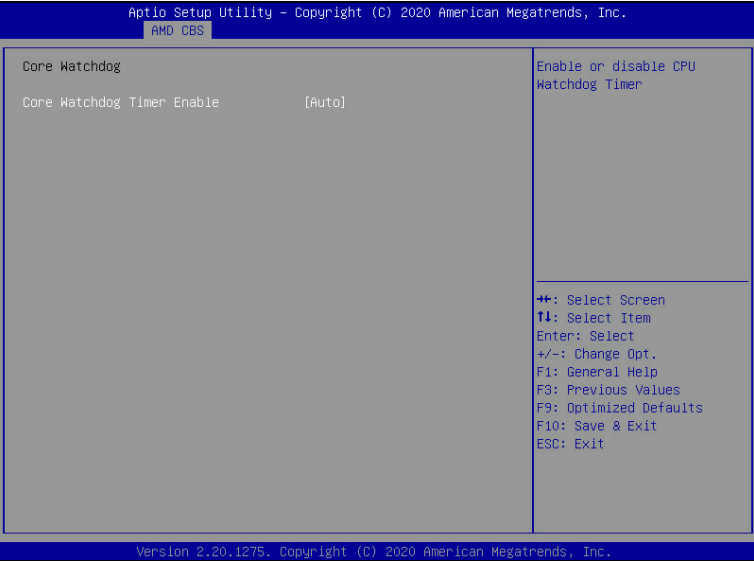 Aptio Setup Utility – Copyright (C) 2020 American Megatrends, Inc.
AMD CBS
Core Watchdog
Core Watchdog Timer Enable [Auto]
Enable or disable CPU
Watchdog Timer
→←: Select Screen
↑↓: Select Item
Enter: Select
+/-: Change Opt.
F1: General Help
F3: Previous Values
F9: Optimized Defaults
F10: Save & Exit
ESC: Exit
Version 2.20.1275. Copyright (C) 2020 American Megatrends, Inc.